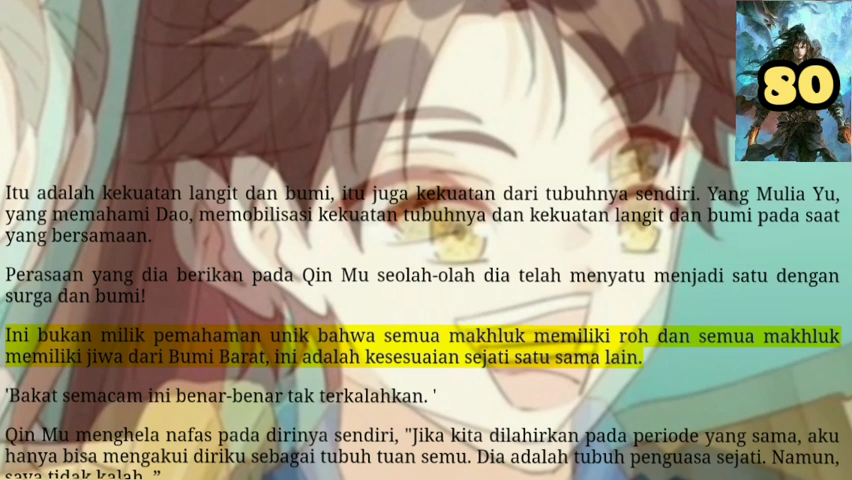 80
Itu adalah kekuatan langit dan bumi, itu juga kekuatan dari tubuhnya sendiri. Yang Mulia Yu,
yang memahami Dao, memobilisasi kekuatan tubuhnya dan kekuatan langit dan bumi pada saat
yang bersamaan.
Perasaan yang dia berikan pada Qin Mu seolah-olah dia telah menyatu menjadi satu dengan
surga dan bumi!
Ini bukan milik pemahaman unik bahwa semua makhluk memiliki roh dan semua makhluk
memiliki jiwa dari Bumi Barat, ini adalah kesesuaian sejati satu sama lain.
'Bakat semacam ini benar-benar tak terkalahkan. '
Qin Mu menghela nafas pada dirinya sendiri, "Jika kita dilahirkan pada periode yang sama, aku
hanya bisa mengakui diriku sebagai tubuh tuan semu. Dia adalah tubuh penguasa sejati. Namun,
saya tidak kalah. ”